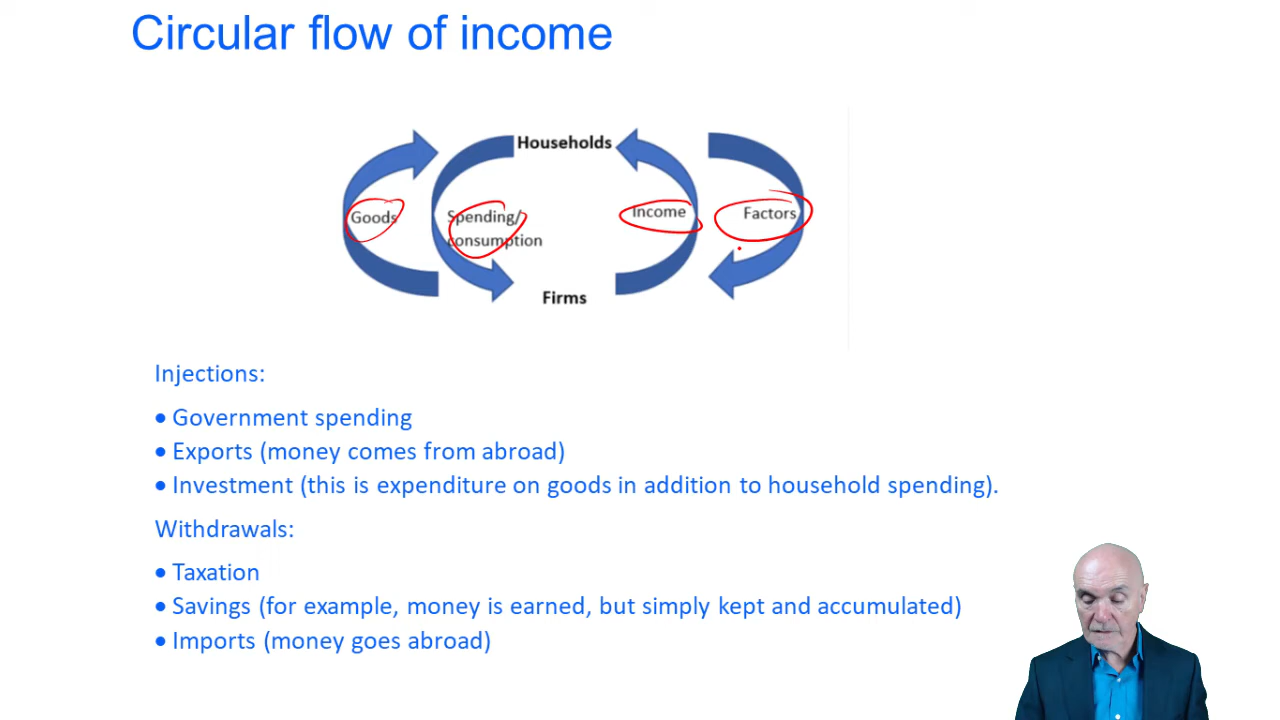 Circular flow of income
Households
Goods
Spending/
consumption
Income
Factors
Firms
Injections:
• Government spending
• Exports (money comes from abroad)
• Investment (this is expenditure on goods in addition to household spending).
Withdrawals:
• Taxation
• Savings (for example, money is earned, but simply kept and accumulated)
• Imports (money goes abroad)